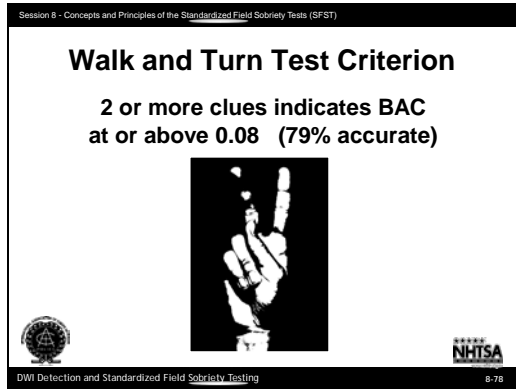 Session 8 - Concepts and Principles of the Standardized Field Sobriety Tests (SFST)
Walk and Turn Test Criterion
2 or more clues indicates BAC
at or above 0.08 (79% accurate)
NHTSA
DWI Detection and Standardized Field Sobriety Testing
8-78